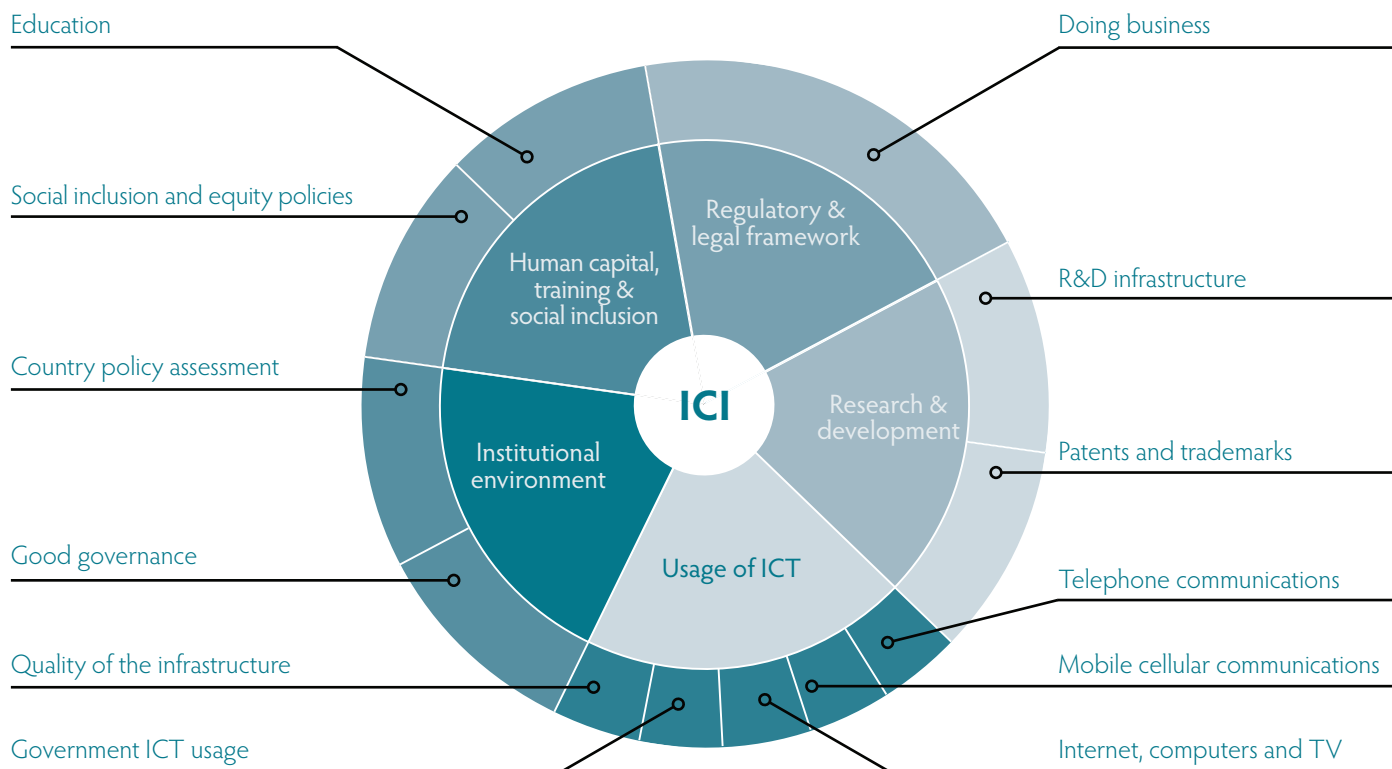 Education
Doing business
Social inclusion and equity policies
Regulatory &
legal framework
Human capital,
training &
social inclusion
R&D infrastructure
Country policy assessment
ICI
Research &
development
Institutional
environment
Patents and trademarks
Good governance
Usage of ICT
Telephone communications
Quality of the infrastructure
Mobile cellular communications
Government ICT usage
Internet, computers and TV